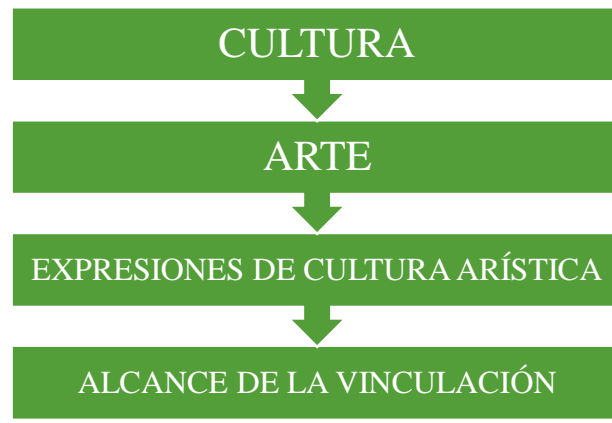 CULTURA
ARTE
EXPRESIONES DE CULTURA ARÍSTICA
ALCANCE DE LA VINCULACIÓN